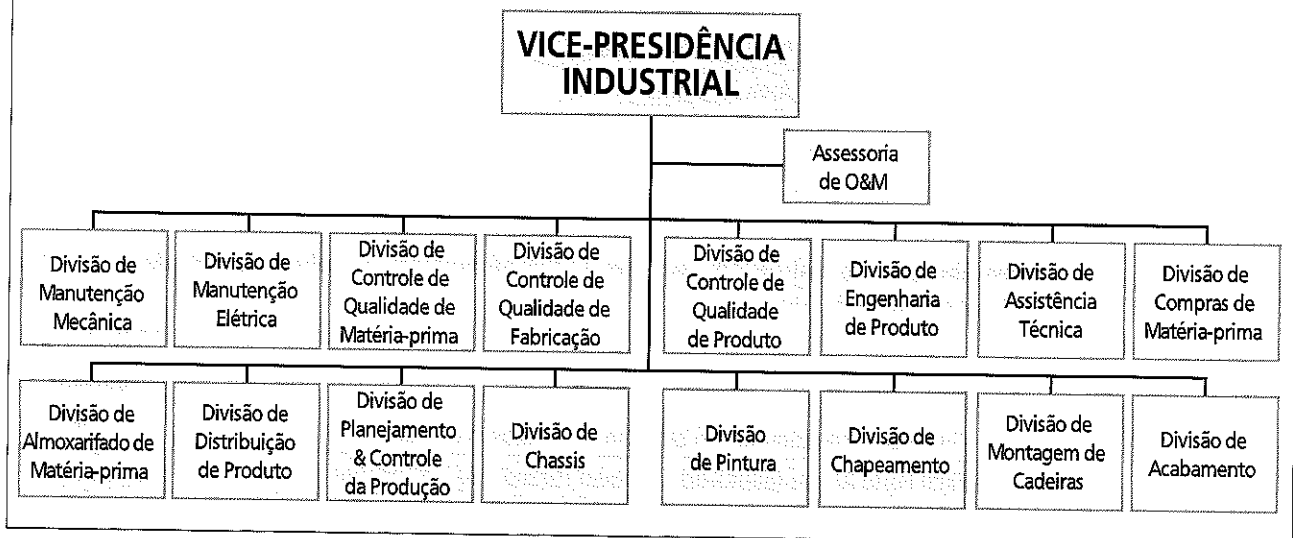 VICE-PRESIDÊNCIA
INDUSTRIAL
Assessoria
de O&M
Divisão de
Manutenção
Mecânica
Divisão de
Manutenção
Elétrica
Divisão de
Controle de
Qualidade de
Matéria-prima
Divisão de
Controle de
Qualidade de
Fabricação
Divisão de
Controle de
Qualidade
de Produto
Divisão de
Engenharia
de Produto
Divisão de
Assistência
Técnica
Divisão de
Compras de
Matéria-prima
Divisão de
Almoxarifado de
Matéria-prima
Divisão de
Distribuição
de Produto
Divisão de
Planejamento
& Controle
da Produção
Divisão de
Chassis
Divisão
de Pintura
Divisão de
Chapeamento
Divisão de
Montagem de
Cadeiras
Divisão de
Acabamento